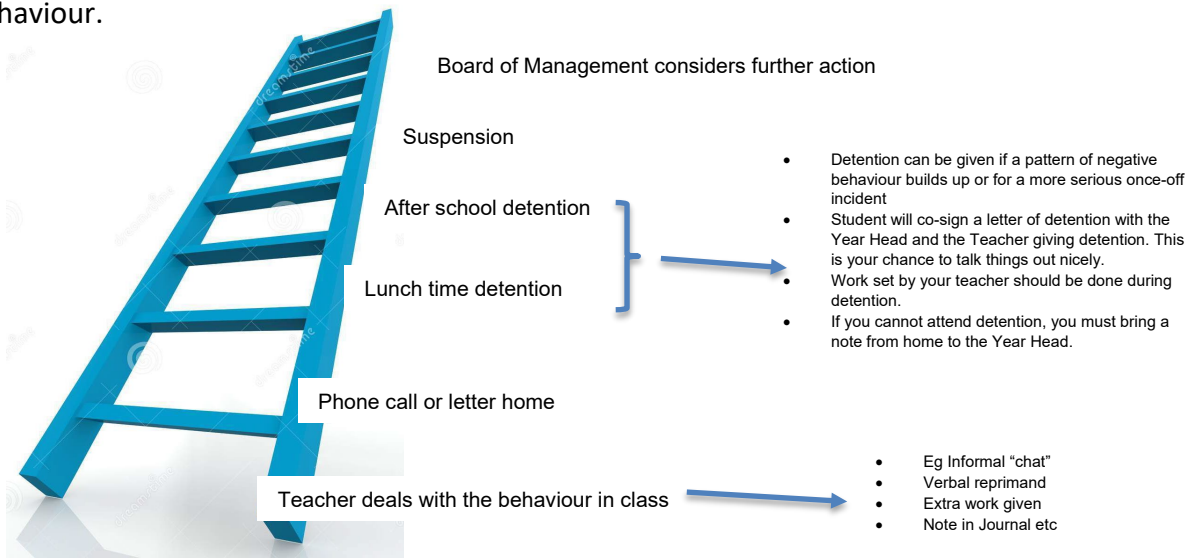 haviour.
Board of Management considers further action
Suspension
After school detention
Lunch time detention
Phone call or letter home
Teacher deals with the behaviour in class
• Detention can be given if a pattern of negative
behaviour builds up or for a more serious once-off
incident
• Student will co-sign a letter of detention with the
Year Head and the Teacher giving detention. This
is your chance to talk things out nicely.
• Work set by your teacher should be done during
detention.
• If you cannot attend detention, you must bring a
note from home to the Year Head.
• Eg Informal “chat”
• Verbal reprimand
• Extra work given
• Note in Journal etc
dreamstime